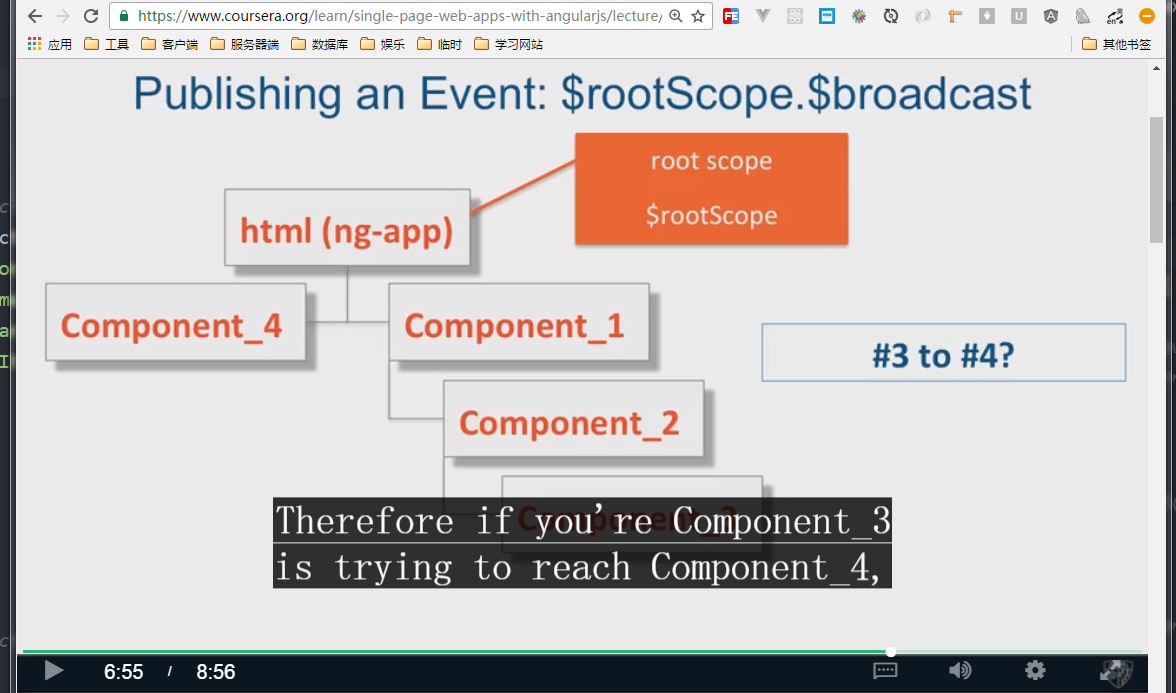 https://www.coursera.org/learn/single-page-web-apps-with-angularjs/lecture/
应用 工具 客户端 服务器端 数据库 娱乐 临时 学习网站 其他书签
Publishing an Event: $rootScope.$broadcast
root scope
$rootScope
html (ng-app)
Component_4
Component_1
#3 to #4?
Component_2
Component_3
Therefore if you're Component_3
is trying to reach Component_4,
6:55 / 8:56